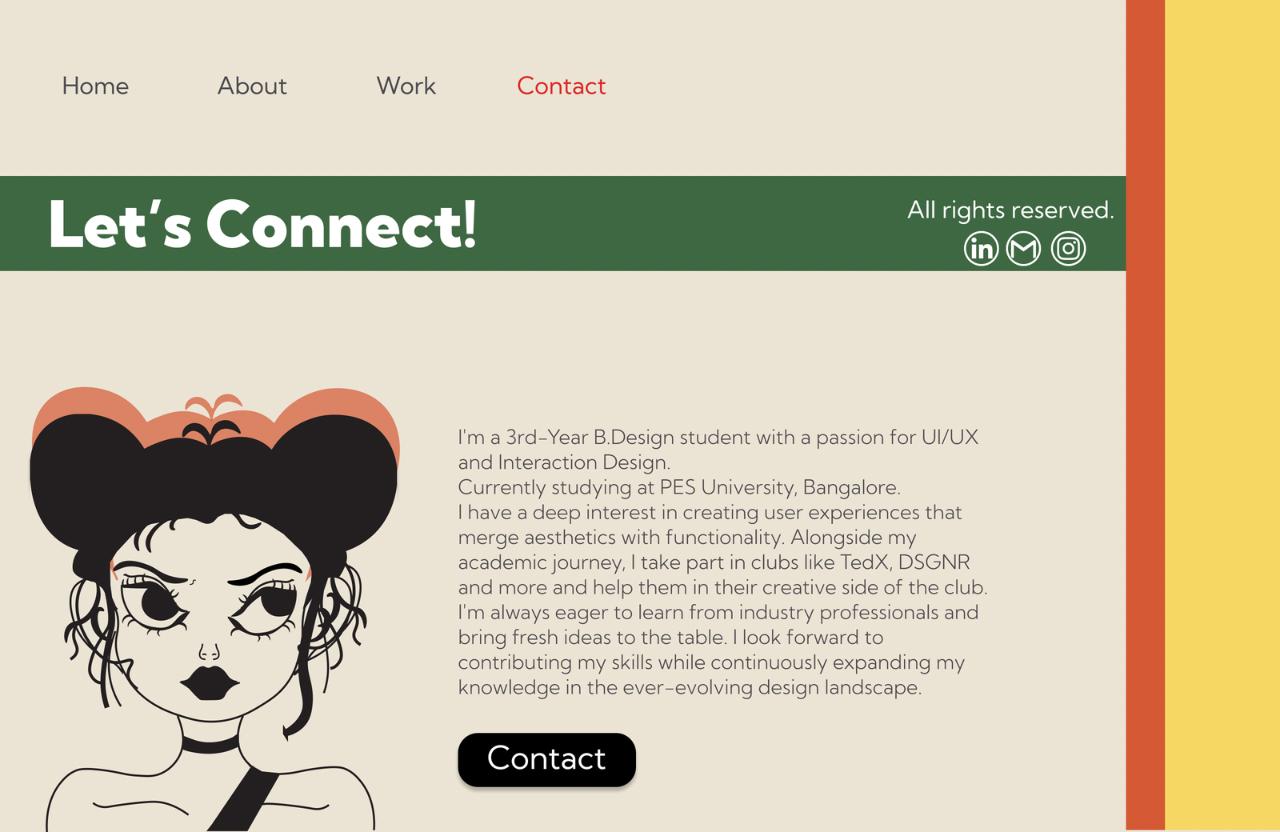 Home About Work Contact
Let's Connect!
All rights reserved.
in
I'm a 3rd-Year B.Design student with a passion for UI/UX
and Interaction Design.
Currently studying at PES University, Bangalore.
I have a deep interest in creating user experiences that
merge aesthetics with functionality. Alongside my
academic journey, I take part in clubs like TedX, DSGNR
and more and help them in their creative side of the club.
I'm always eager to learn from industry professionals and
bring fresh ideas to the table. I look forward to
contributing my skills while continuously expanding my
knowledge in the ever-evolving design landscape.
Contact